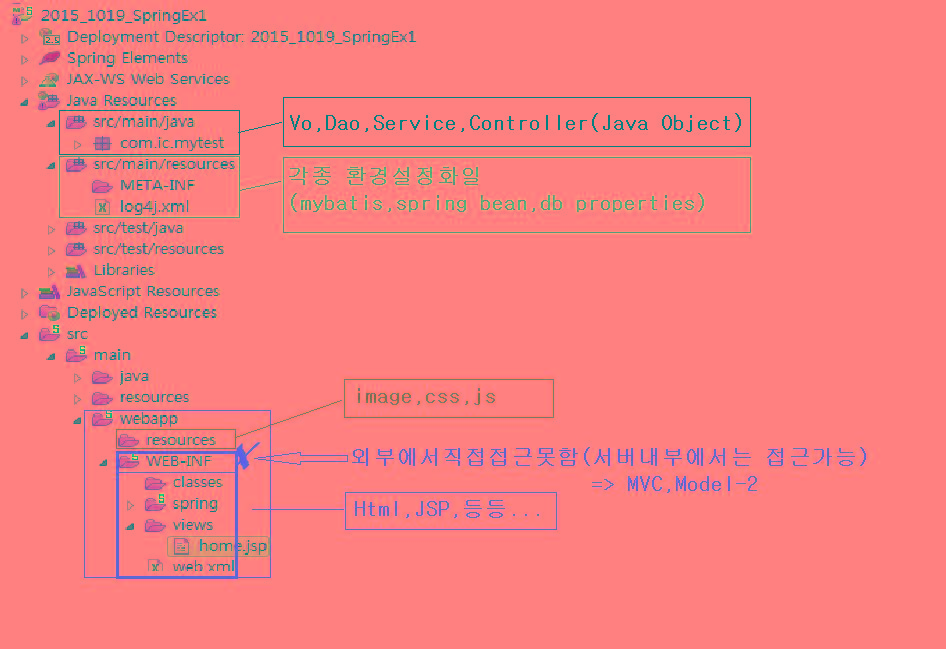 2015_1019_SpringEx1
Deployment Descriptor: 2015_1019_SpringEx1
Spring Elements
JAX-WS Web Services
Java Resources
src/main/java
com.ic.mytest
Vo,Dao,Service,Controller(Java Object)
src/main/resources
META-INF
log4j.xml
각종 환경설정화일
(mybatis,spring bean,db properties)
src/test/java
src/test/resources
Libraries
JavaScript Resources
Deployed Resources
src
main
java
resources
webapp
resources
image,css,js
WEB-INF
외부에서직접접근못함(서버내부에서는 접근가능)
=> MVC,Model-2
classes
spring
Html,JSP,등등...
views
home.jsp
web.xml